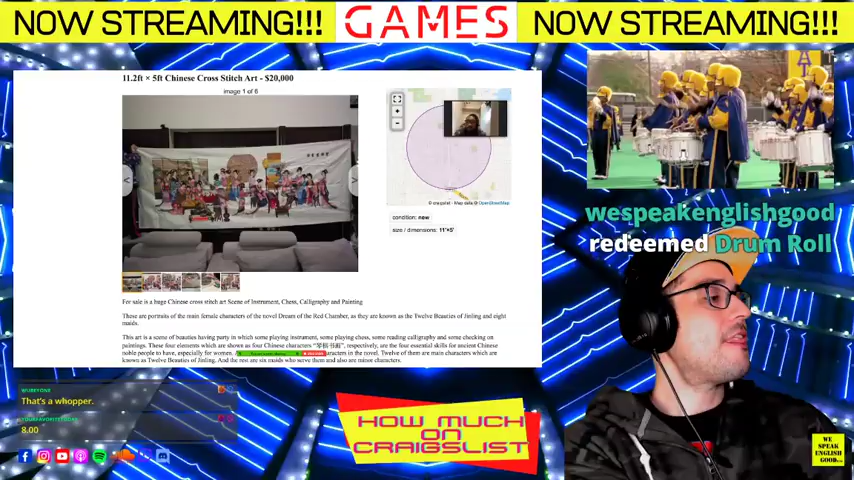 NOW STREAMING!!!
GAMES
NOW STREAMING!!!
11.2ft × 5ft Chinese Cross Stitch Art - $20,000
image 1 of 6
+
-
© craigslist - Map data © OpenStreetMap
condition: new
size / dimensions: 11'×5'
For sale is a huge Chinese cross stitch art Scene of Instrument, Chess, Calligraphy and Painting
These are portraits of the main female characters of the novel Dream of the Red Chamber, as they are known as the Twelve Beauties of Jinling and eight
maids.
This art is a scene of beauties having party in which some playing instrument, some playing chess, some reading calligraphy and some checking on
paintings. These four elements which are shown as four Chinese characters "琴棋书画", respectively, are the four essential skills for ancient Chinese
noble people to have, especially for women.
characters in the novel. Twelve of them are main characters which are
known as Twelve Beauties of Jinling. And the rest are six maids who serve them and also are minor characters.
wespeakenglishgood
redeemed Drum Roll
That's a whopper.
8.00
HOW MUCH
ON
CRAIGSLIST
WE
SPEAK
ENGLISH
GOOD